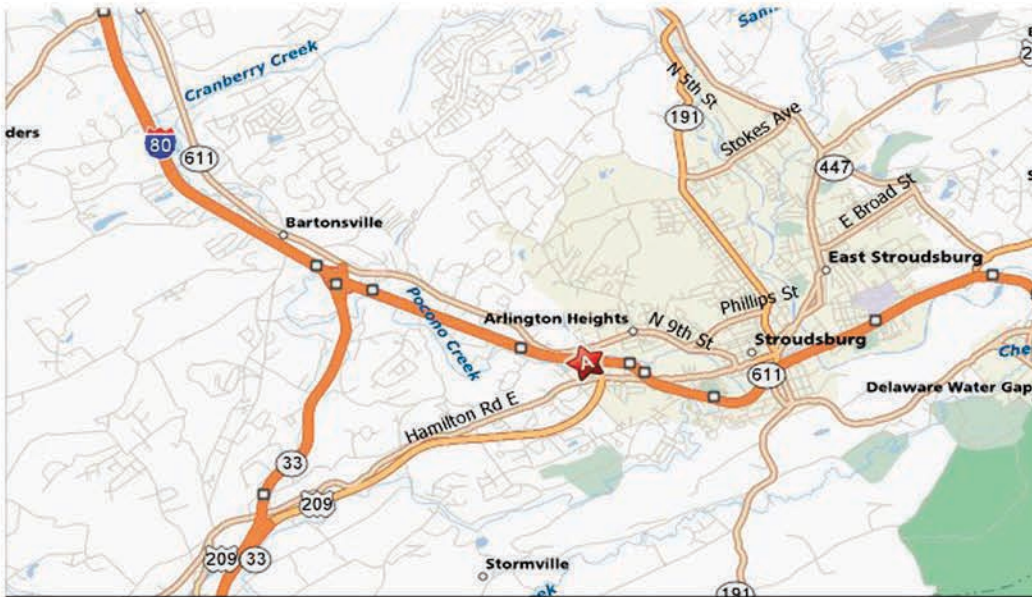 Cranberry Creek
ders
80
611
N 5th St
191
Stokes Ave
447
E Broad St
Bartonsville
East Stroudsburg
Pocono Creek
Phillips St
Arlington Heights
N 9th St
Stroudsburg
A
611
Delaware Water Gap
Hamilton Rd E
33
209
209
33
Stormville
191